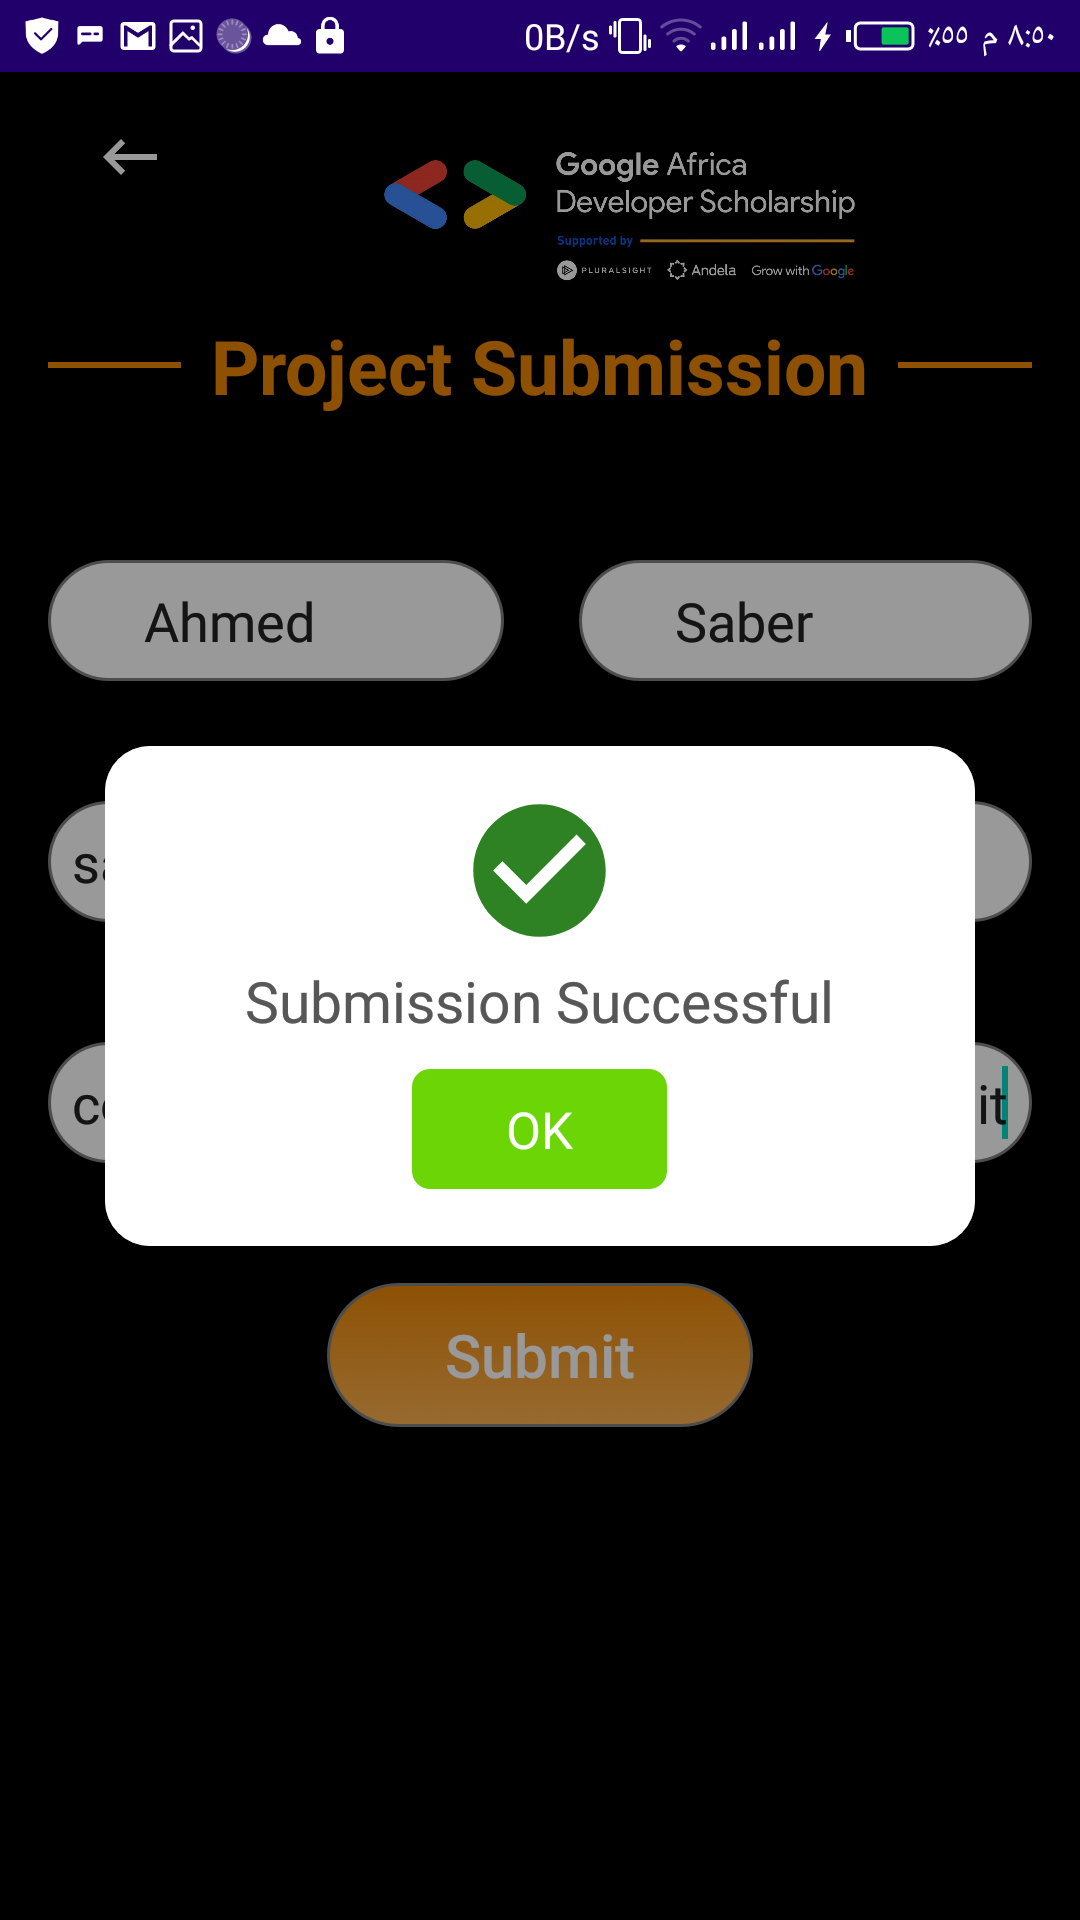 0B/s ٪٥٥ م ٨:٥٠
Google Africa
Developer Scholarship
Supported by
PLURALSIGHT Andela Grow with Google
Project Submission
Ahmed Saber
Submission Successful
it
OK
Submit